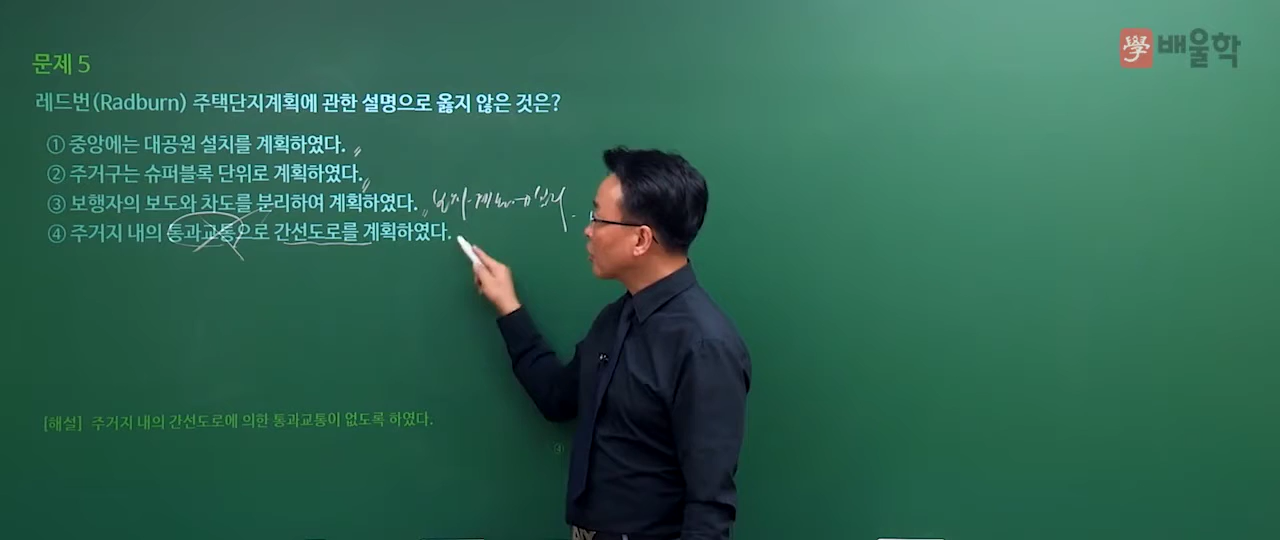 學 배울학
문제 5
레드번(Radburn) 주택단지계획에 관한 설명으로 옳지 않은 것은?
① 중앙에는 대공원 설치를 계획하였다.
② 주거구는 슈퍼블록 단위로 계획하였다.
③ 보행자의 보도와 차도를 분리하여 계획하였다.
④ 주거지 내의 통과교통으로 간선도로를 계획하였다.
[해설] 주거지 내의 간선도로에 의한 통과교통이 없도록 하였다.
④